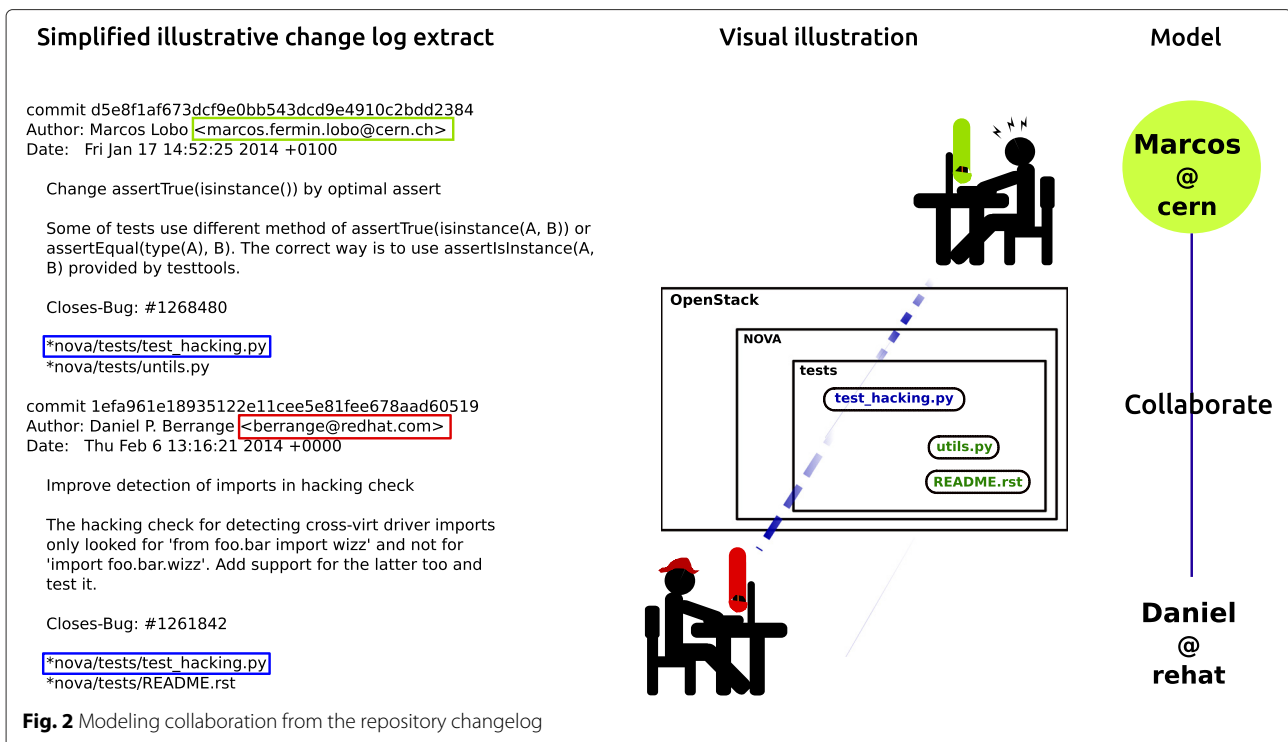 Simplified illustrative change log extract
Visual illustration
Model
commit d5e8f1af673dcf9e0bb543dcd9e4910c2bdd2384
Author: Marcos Lobo <marcos.fermin.lobo@cern.ch>
Date: Fri Jan 17 14:52:25 2014 +0100
Change assertTrue(isinstance()) by optimal assert
Some of tests use different method of assertTrue(isinstance(A, B)) or
assertEqual(type(A), B). The correct way is to use assertIsInstance(A,
B) provided by testtools.
Closes-Bug: #1268480
*nova/tests/test_hacking.py
*nova/tests/untils.py
commit 1efa961e18935122e11cee5e81fee678aad60519
Author: Daniel P. Berrange <berrange@redhat.com>
Date: Thu Feb 6 13:16:21 2014 +0000
Improve detection of imports in hacking check
The hacking check for detecting cross-virt driver imports
only looked for 'from foo.bar import wizz' and not for
'import foo.bar.wizz'. Add support for the latter too and
test it.
Closes-Bug: #1261842
*nova/tests/test_hacking.py
*nova/tests/README.rst
OpenStack
NOVA
tests
test_hacking.py
utils.py
README.rst
Marcos
@
cern
Collaborate
Daniel
@
rehat
Fig. 2 Modeling collaboration from the repository changelog